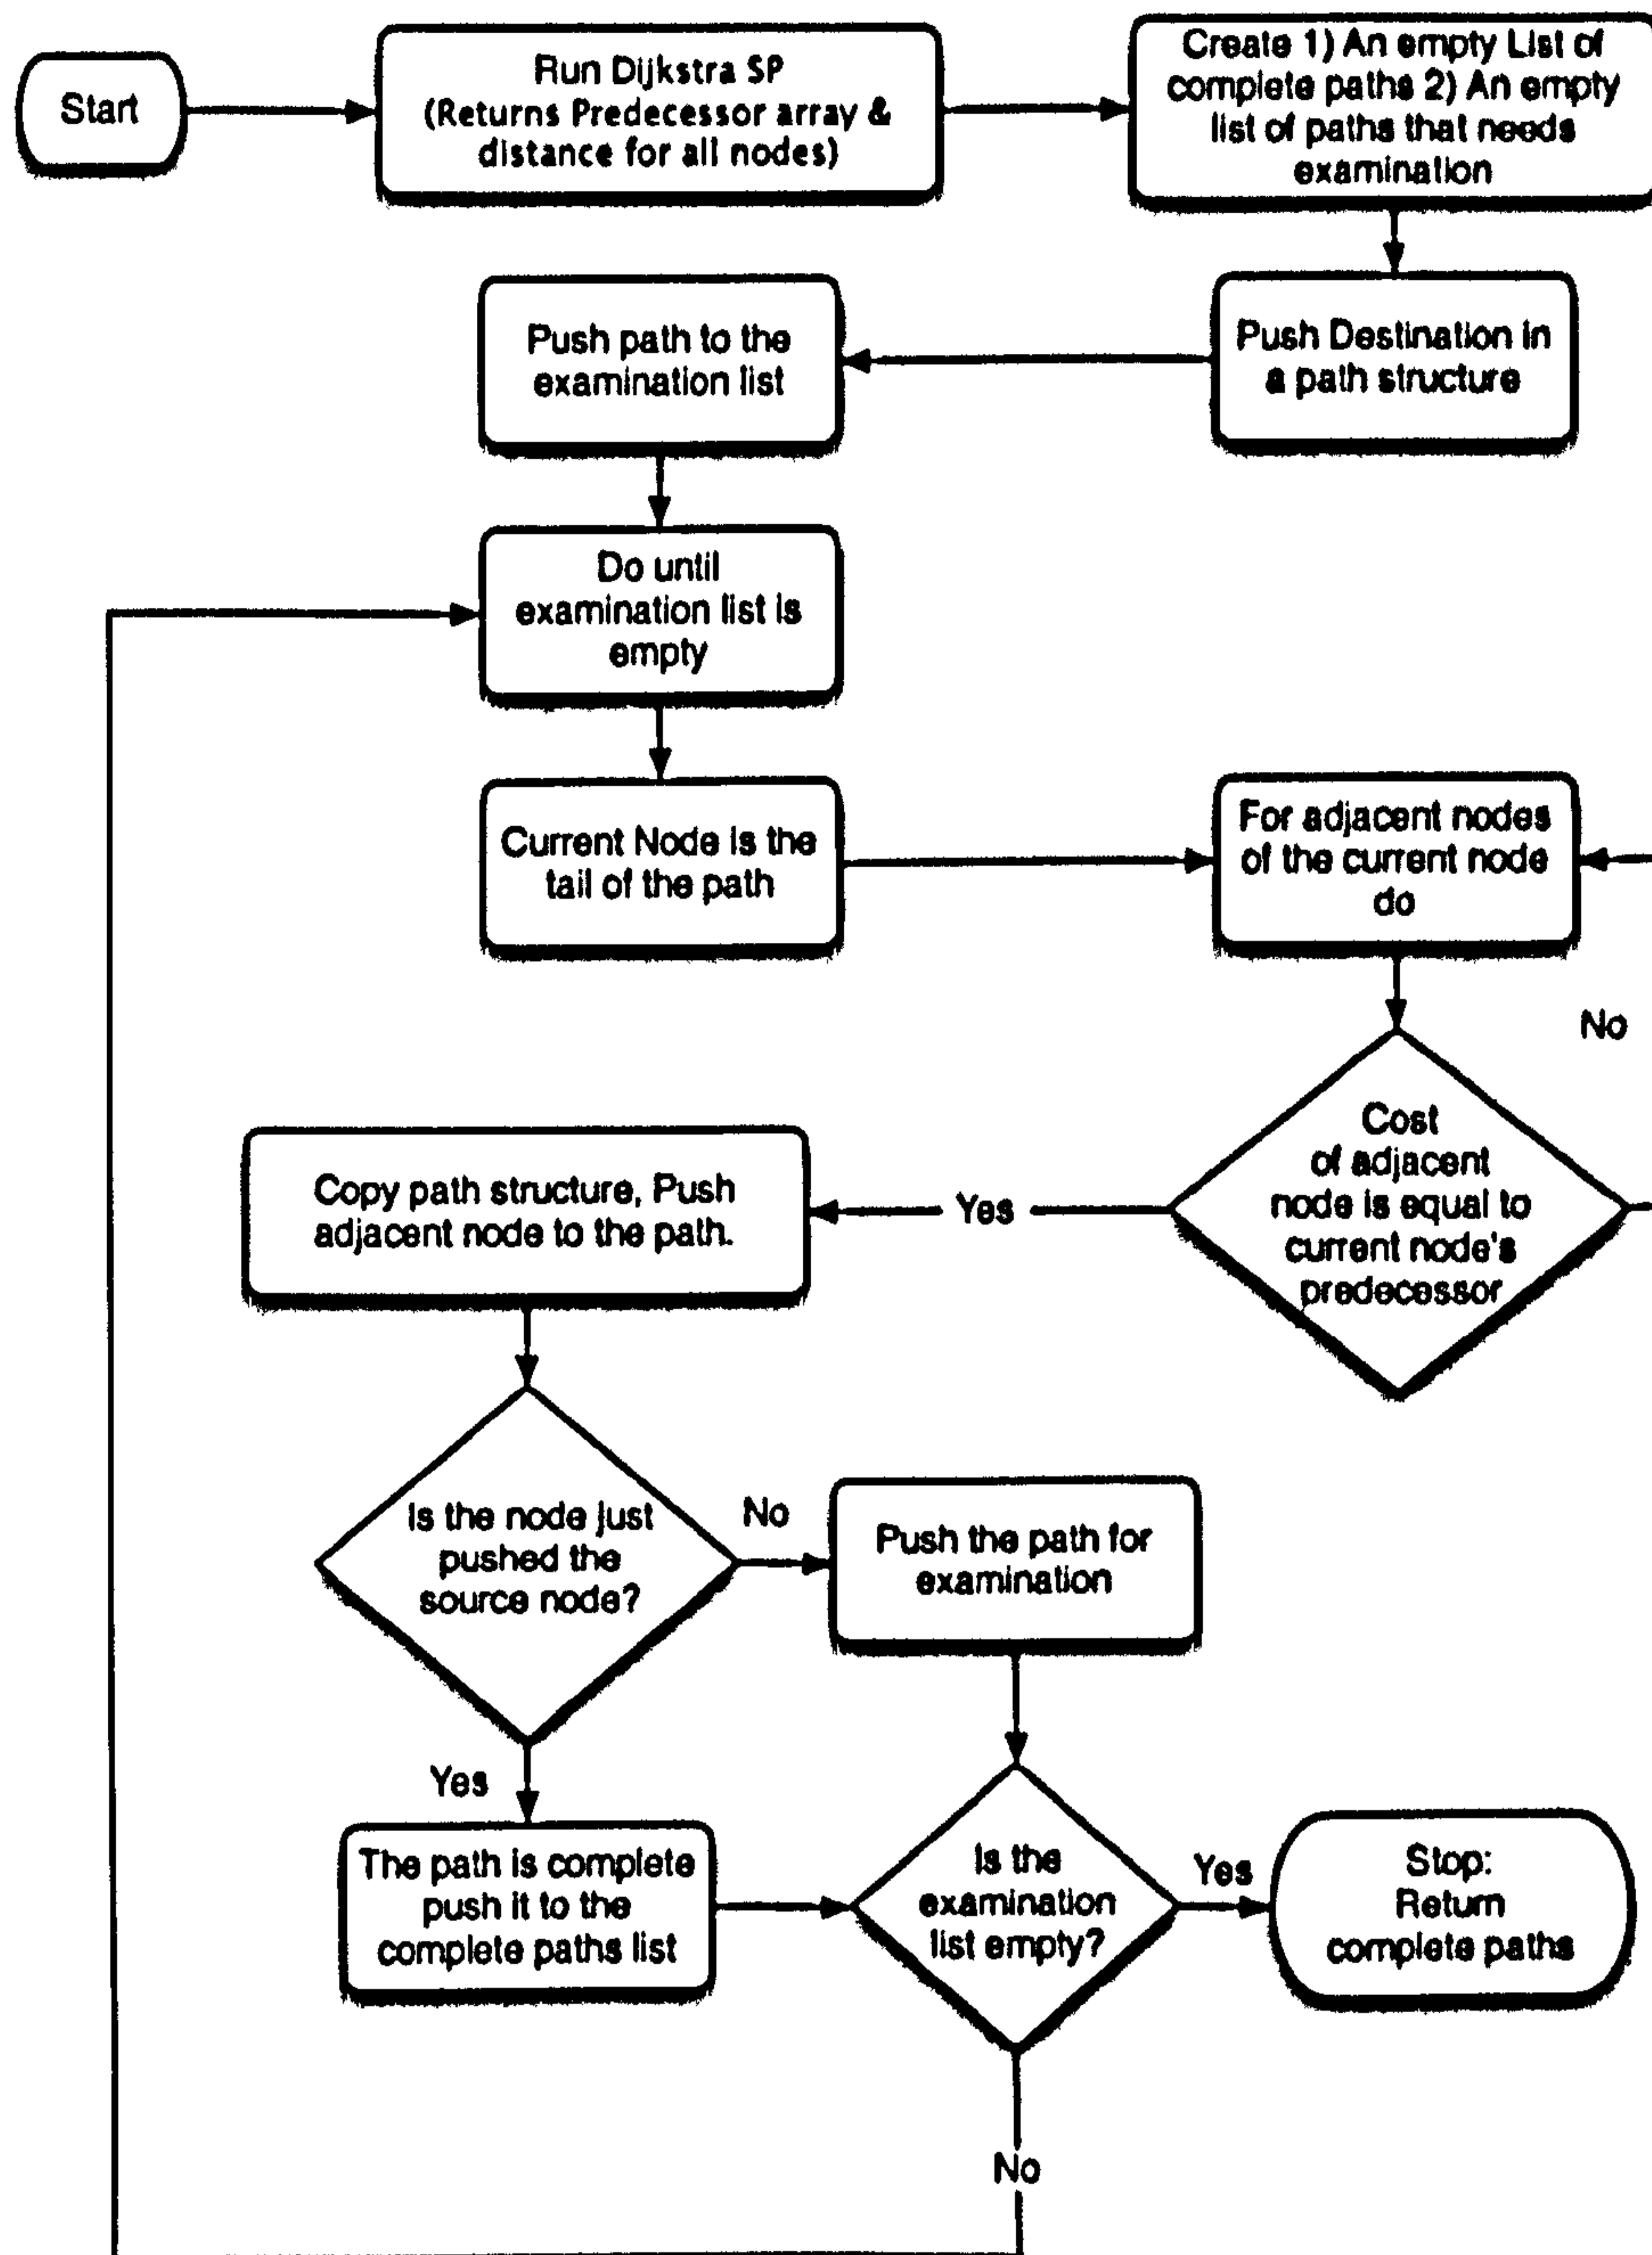 Start
Run Dijkstra SP
(Returns Predecessor array &
distance for all nodes)
Create 1) An empty List of
complete paths 2) An empty
list of paths that needs
examination
Push Destination in
a path structure
Push path to the
examination list
Do until
examination list is
empty
Current Node is the
tail of the path
For adjacent nodes
of the current node
do
No
Cost
of adjacent
node is equal to
current node's
predecessor
Yes
Copy path structure, Push
adjacent node to the path.
Is the node just
pushed the
source node?
No
Push the path for
examination
Yes
The path is complete
push it to the
complete paths list
Is the
examination
list empty?
Yes
Stop:
Return
complete paths
No